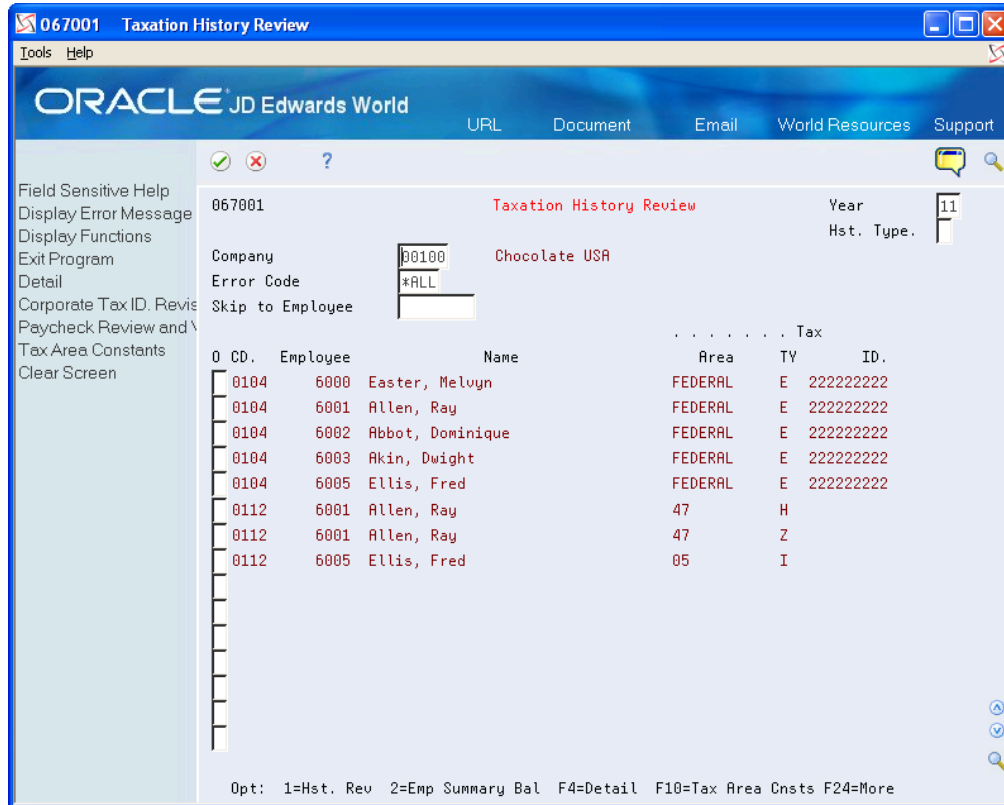 067001 Taxation History Review
Tools Help
ORACLE JD Edwards World
URL Document Email World Resources Support
?
Field Sensitive Help
Display Error Message
Display Functions
Exit Program
Detail
Corporate Tax ID. Revis
Paycheck Review and V
Tax Area Constants
Clear Screen
067001 Taxation History Review Year 11
Hst. Type.
Company 00100 Chocolate USA
Error Code *ALL
Skip to Employee
. . . . . . . Tax
O CD. Employee Name Area TY ID.
0104 6000 Easter, Melvyn FEDERAL E 222222222
0104 6001 Allen, Ray FEDERAL E 222222222
0104 6002 Abbot, Dominique FEDERAL E 222222222
0104 6003 Akin, Dwight FEDERAL E 222222222
0104 6005 Ellis, Fred FEDERAL E 222222222
0112 6001 Allen, Ray 47 H
0112 6001 Allen, Ray 47 Z
0112 6005 Ellis, Fred 05 I
Opt: 1=Hst. Rev 2=Emp Summary Bal F4=Detail F10=Tax Area Cnsts F24=More